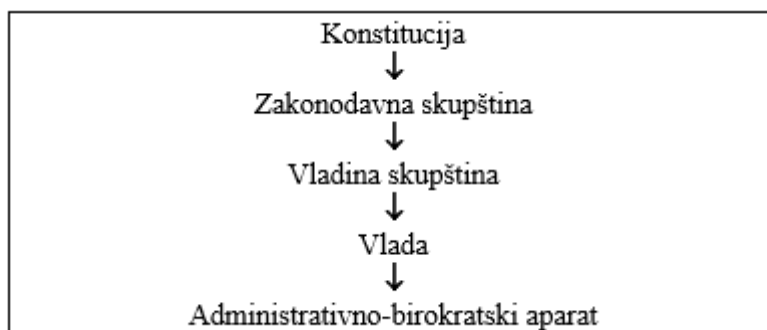 Konstitucija
↓
Zakonodavna skupština
↓
Vladina skupština
↓
Vlada
↓
Administrativno-birokratski aparat